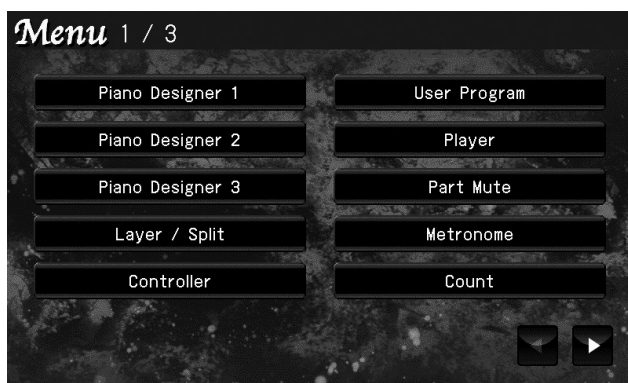 Menu 1 / 3
Piano Designer 1
Piano Designer 2
Piano Designer 3
Layer / Split
Controller
User Program
Player
Part Mute
Metronome
Count